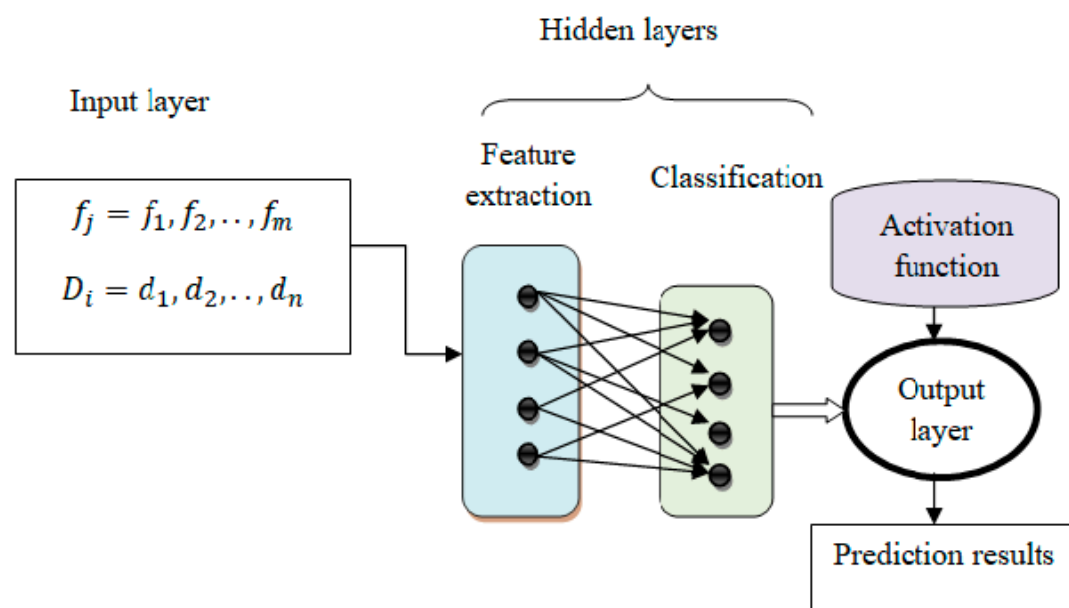 Hidden layers
Input layer
Feature
extraction
Classification
f_j = f_1, f_2, . . , f_m
D_i = d_1, d_2, . . , d_n
Activation
function
Output
layer
Prediction results